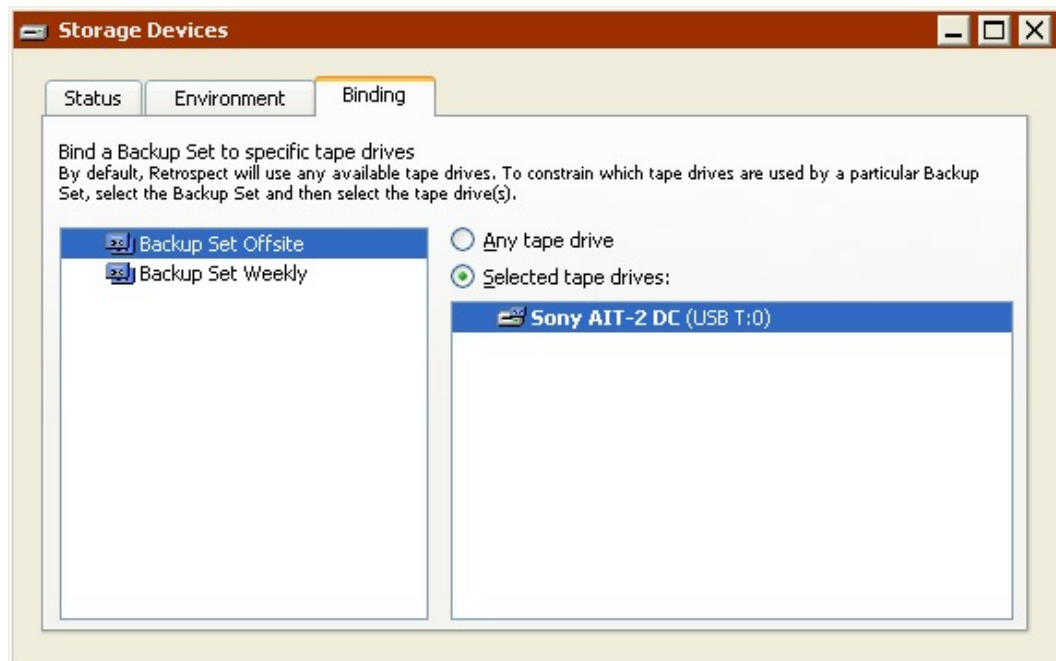 Storage Devices
Status Environment Binding
Bind a Backup Set to specific tape drives
By default, Retrospect will use any available tape drives. To constrain which tape drives are used by a particular Backup
Set, select the Backup Set and then select the tape drive(s).
Backup Set Offsite
Backup Set Weekly
Any tape drive
Selected tape drives:
Sony AIT-2 DC (USB T:0)